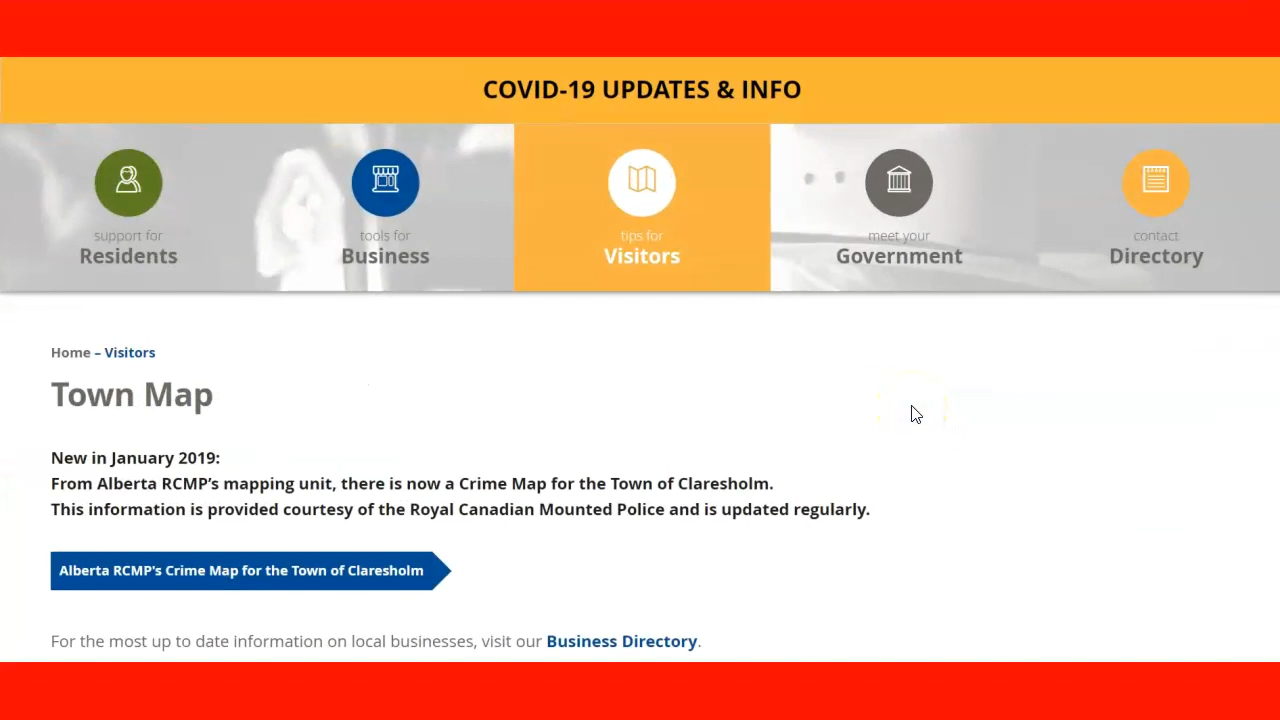 COVID-19 UPDATES & INFO
support for
Residents
tools for
Business
tips for
Visitors
meet your
Government
contact
Directory
Home – Visitors
Town Map
New in January 2019:
From Alberta RCMP’s mapping unit, there is now a Crime Map for the Town of Claresholm.
This information is provided courtesy of the Royal Canadian Mounted Police and is updated regularly.
Alberta RCMP's Crime Map for the Town of Claresholm
For the most up to date information on local businesses, visit our Business Directory.